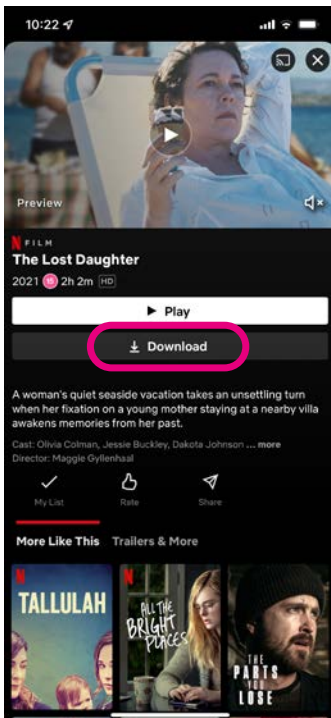 10:22
Preview
N FILM
The Lost Daughter
2021 15 2h 2m HD
Play
Download
A woman's quiet seaside vacation takes an unsettling turn
when her fixation on a young mother staying at a nearby villa
awakens memories from her past.
Cast: Olivia Colman, Jessie Buckley, Dakota Johnson ... more
Director: Maggie Gyllenhaal
My List Rate Share
More Like This Trailers & More
N
TALLULAH
N
ALL THE
BRIGHT
PLACES
THE
PARTS
YOU
LOSE